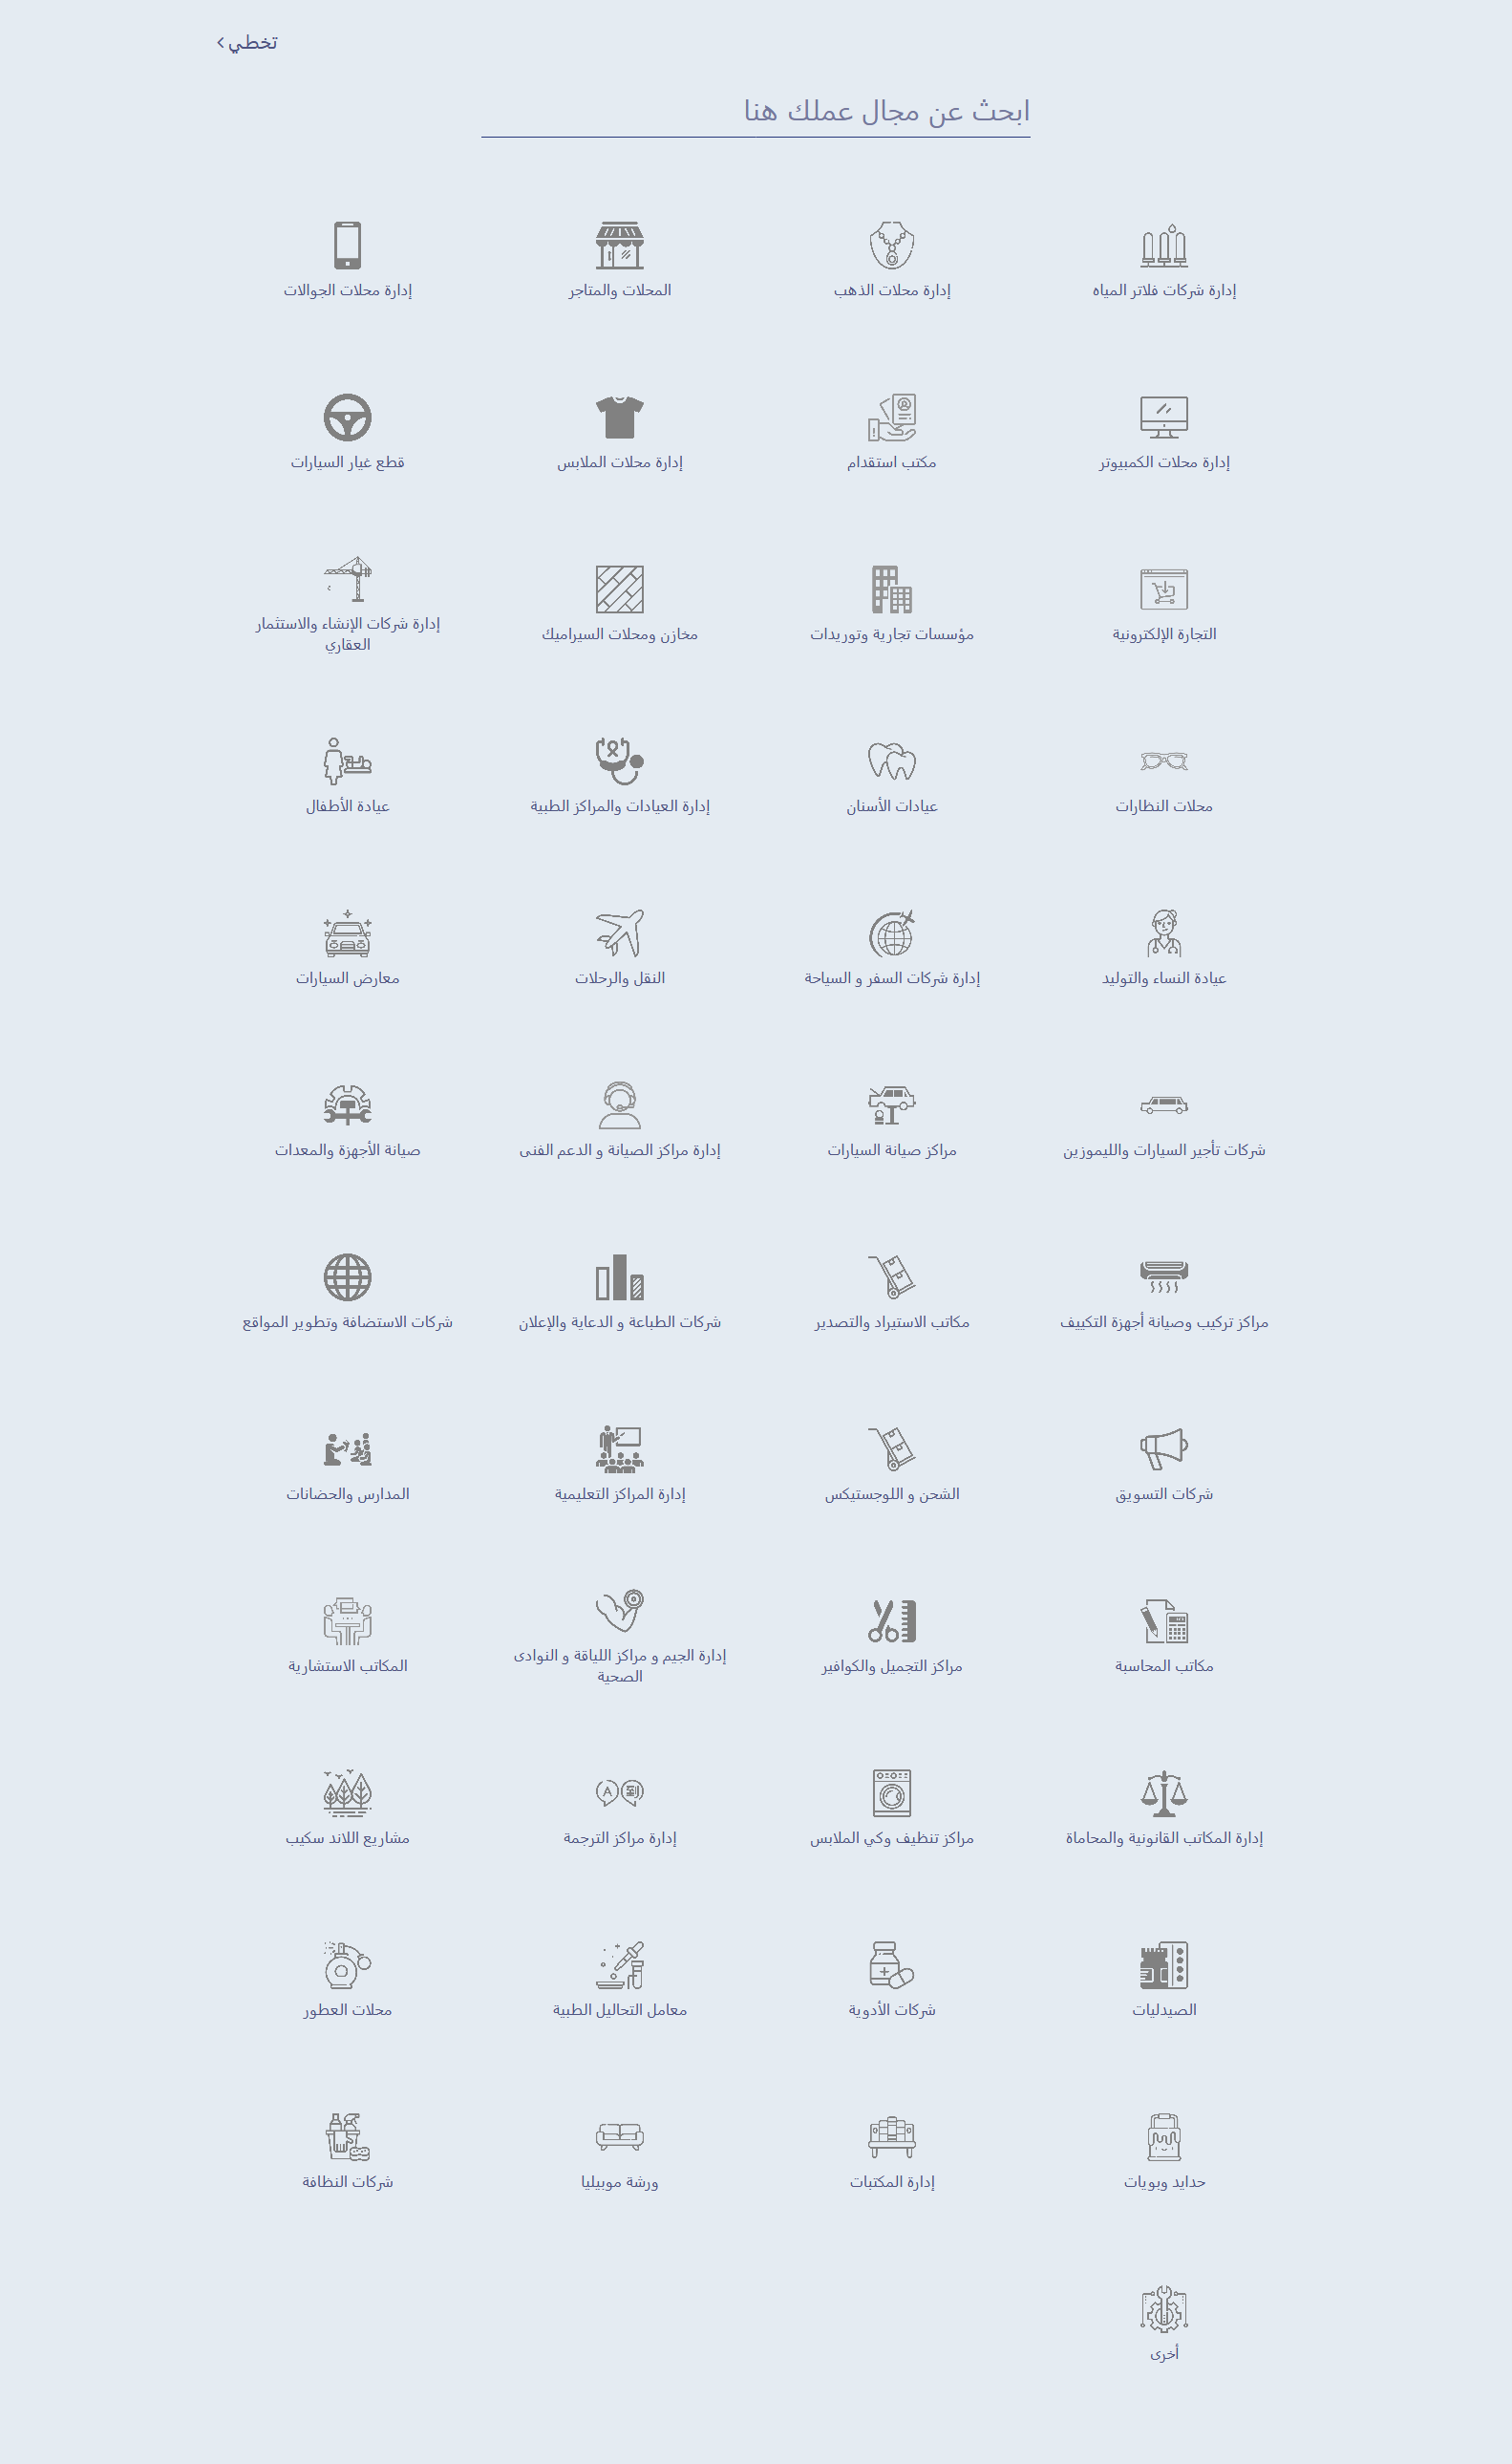 تخطي
ابحث عن مجال عملك هنا
إدارة شركات فلاتر المياه
إدارة محلات الذهب
المحلات والمتاجر
إدارة محلات الجوالات
إدارة محلات الكمبيوتر
مكتب استقدام
إدارة محلات الملابس
قطع غيار السيارات
التجارة الإلكترونية
مؤسسات تجارية وتوريدات
مخازن ومحلات السيراميك
إدارة شركات الإنشاء والاستثمار
العقاري
محلات النظارات
عيادات الأسنان
إدارة العيادات والمراكز الطبية
عيادة الأطفال
عيادة النساء والتوليد
إدارة شركات السفر و السياحة
النقل والرحلات
معارض السيارات
شركات تأجير السيارات والليموزين
مراكز صيانة السيارات
إدارة مراكز الصيانة و الدعم الفنى
صيانة الأجهزة والمعدات
مراكز تركيب وصيانة أجهزة التكييف
مكاتب الاستيراد والتصدير
شركات الطباعة و الدعاية والإعلان
شركات الاستضافة وتطوير المواقع
شركات التسويق
الشحن و اللوجستيكس
إدارة المراكز التعليمية
المدارس والحضانات
مكاتب المحاسبة
مراكز التجميل والكوافير
إدارة الجيم و مراكز اللياقة و النوادى
الصحية
المكاتب الاستشارية
إدارة المكاتب القانونية والمحاماة
مراكز تنظيف وكي الملابس
إدارة مراكز الترجمة
مشاريع اللاند سكيب
الصيدليات
شركات الأدوية
معامل التحاليل الطبية
محلات العطور
حدايد وبويات
إدارة المكتبات
ورشة موبيليا
شركات النظافة
أخرى